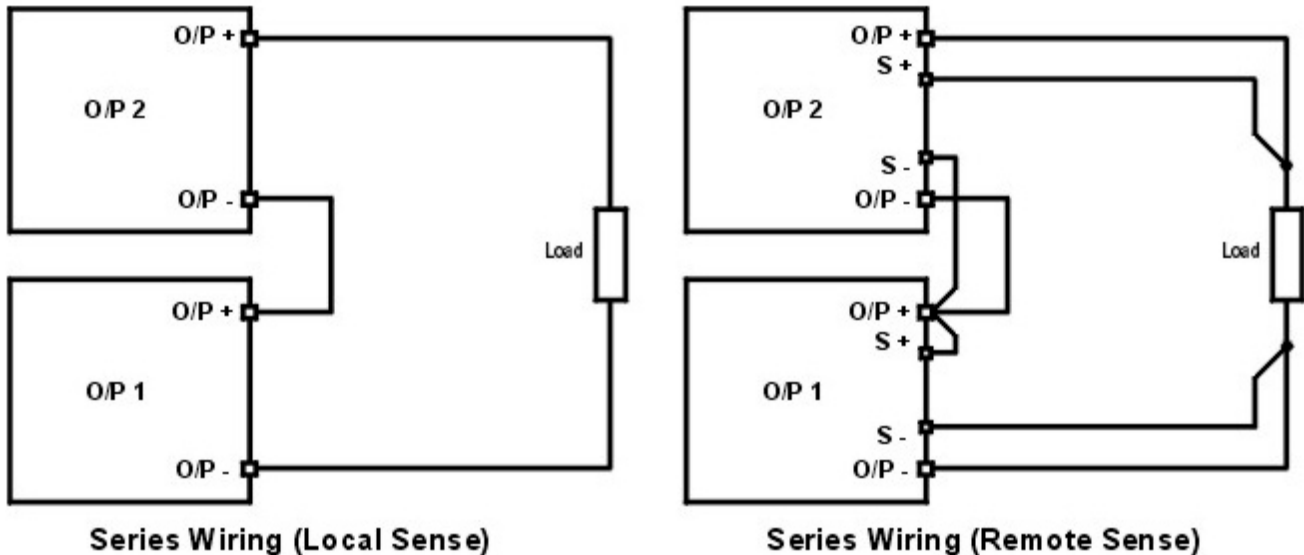 O/P +
O/P 2
O/P -
Load
O/P +
O/P 1
O/P -
Series Wiring (Local Sense)
O/P +
S +
O/P 2
S -
O/P -
Load
O/P +
S +
O/P 1
S -
O/P -
Series Wiring (Remote Sense)